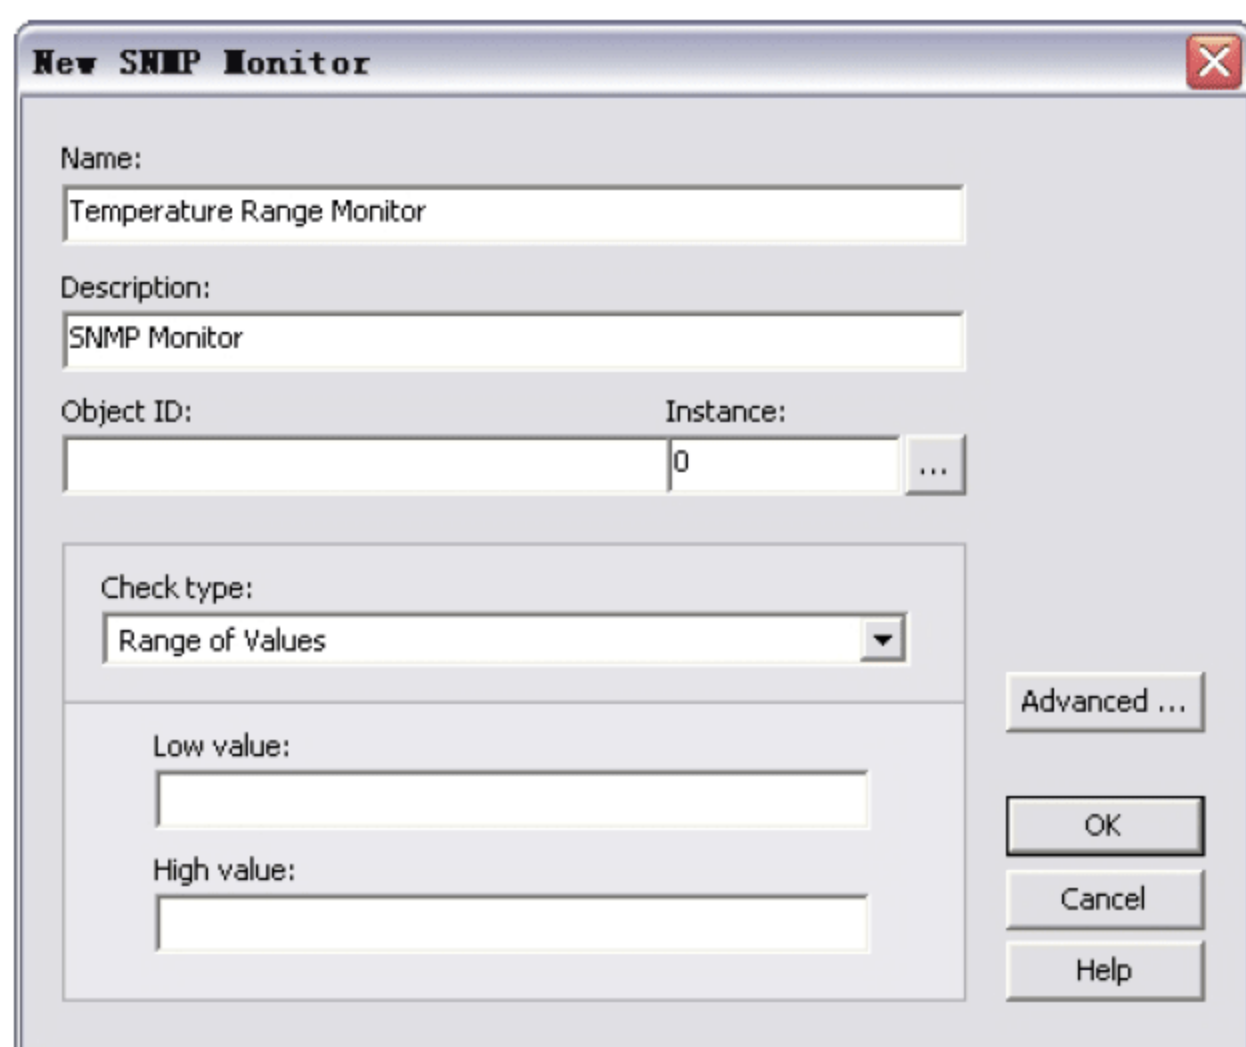 New SNMP Monitor
Name:
Temperature Range Monitor
Description:
SNMP Monitor
Object ID: Instance:
0 ...
Check type:
Range of Values
Advanced ...
Low value:
OK
High value:
Cancel
Help